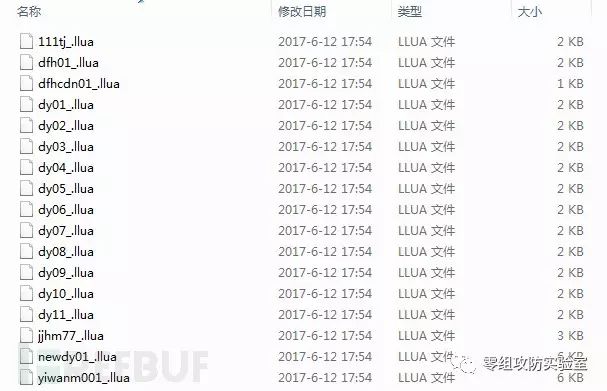 名称 修改日期 类型 大小
111tj_.llua 2017-6-12 17:54 LLUA 文件 2 KB
dfh01_.llua 2017-6-12 17:54 LLUA 文件 2 KB
dfhcdn01_.llua 2017-6-12 17:54 LLUA 文件 1 KB
dy01_.llua 2017-6-12 17:54 LLUA 文件 2 KB
dy02_.llua 2017-6-12 17:54 LLUA 文件 2 KB
dy03_.llua 2017-6-12 17:54 LLUA 文件 2 KB
dy04_.llua 2017-6-12 17:54 LLUA 文件 2 KB
dy05_.llua 2017-6-12 17:54 LLUA 文件 2 KB
dy06_.llua 2017-6-12 17:54 LLUA 文件 2 KB
dy07_.llua 2017-6-12 17:54 LLUA 文件 2 KB
dy08_.llua 2017-6-12 17:54 LLUA 文件 2 KB
dy09_.llua 2017-6-12 17:54 LLUA 文件 2 KB
dy10_.llua 2017-6-12 17:54 LLUA 文件 2 KB
dy11_.llua 2017-6-12 17:54 LLUA 文件 2 KB
jjhm77_.llua 2017-6-12 17:54 LLUA 文件 3 KB
newdy01_.llua 2017-6-12 17:54 LLUA 文件 6 KB
yiwanm001_.llua 2017-6-12 17:54 LLUA 文件 6 KB
REEBUF
零组攻防实验室